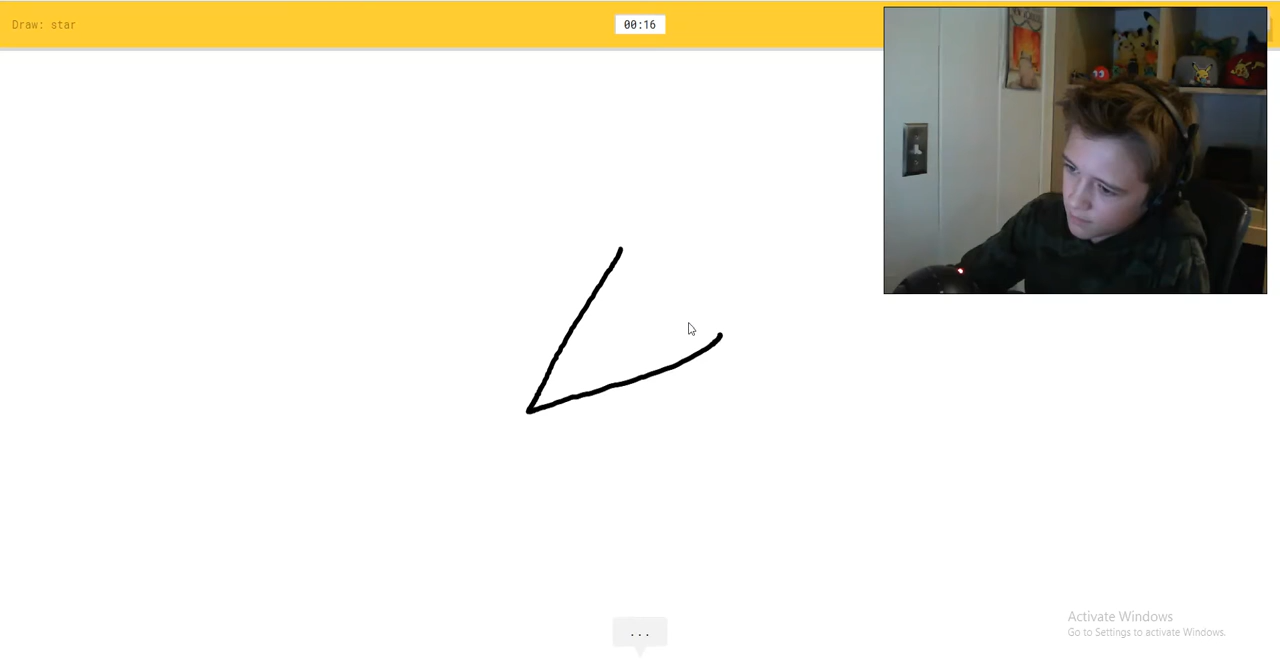 Draw: star
00:16
...
Activate Windows
Go to Settings to activate Windows.